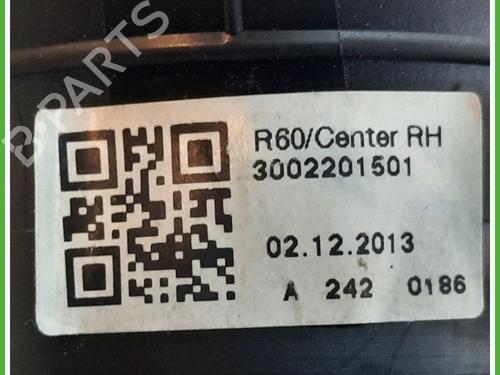 B-PARTS
R60/Center RH
3002201501
02.12.2013
A 242 0186